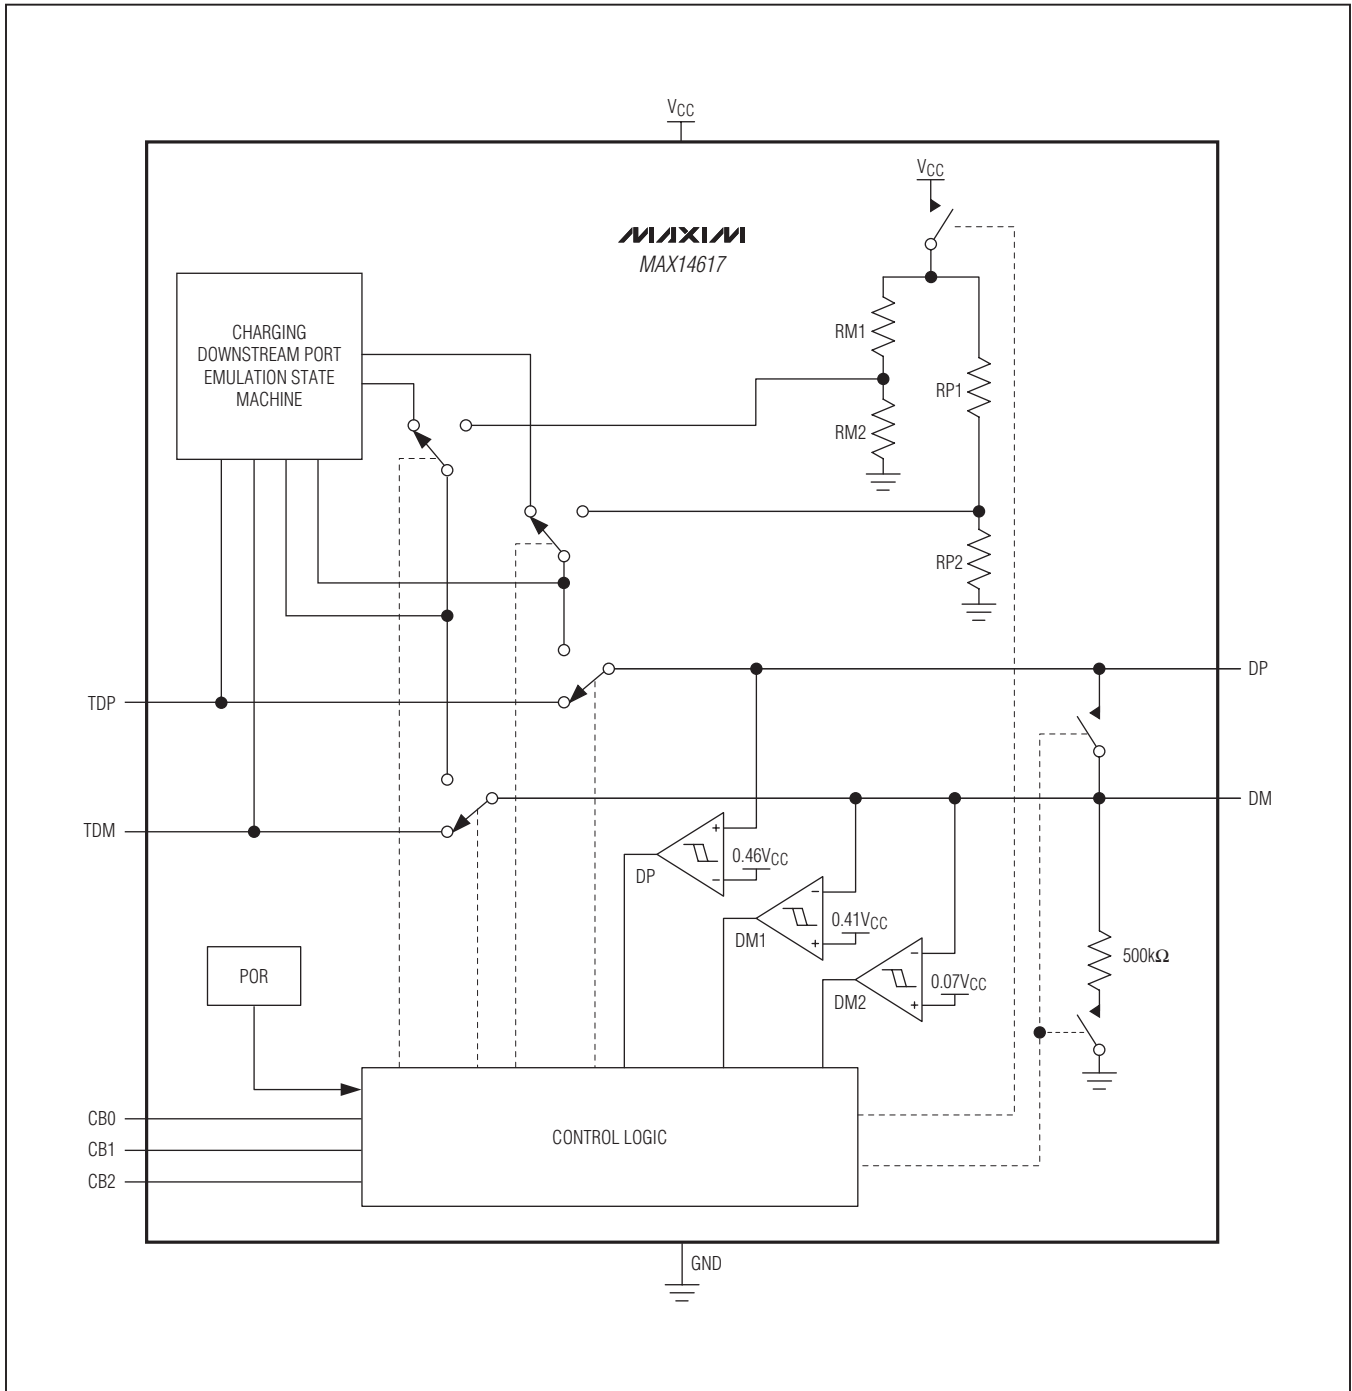 VCC
VCC
MAXIM
MAX14617
CHARGING
DOWNSTREAM PORT
EMULATION STATE
MACHINE
RM1
RP1
RM2
RP2
DP
TDP
DM
TDM
+
0.46VCC
DP
–
–
0.41VCC
DM1
+
–
500kΩ
POR
0.07VCC
DM2
+
CB0
CONTROL LOGIC
CB1
CB2
GND